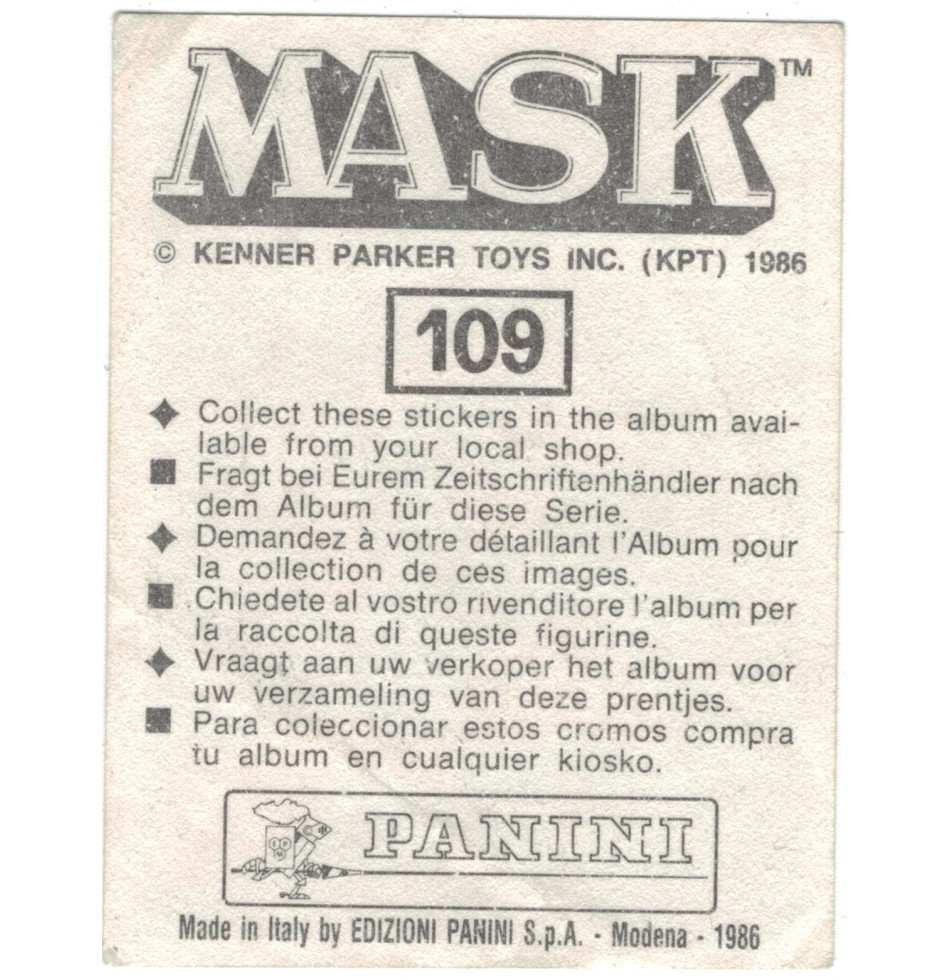 MASK™
© KENNER PARKER TOYS INC. (KPT) 1986
109
♦ Collect these stickers in the album avai-
lable from your local shop.
■ Fragt bei Eurem Zeitschriftenhändler nach
dem Album für diese Serie.
♦ Demandez à votre détaillant l'Album pour
la collection de ces images.
■ Chiedete al vostro rivenditore l'album per
la raccolta di queste figurine.
♦ Vraagt aan uw verkoper het album voor
uw verzameling van deze prentjes.
■ Para coleccionar estos cromos compra
tu album en cualquier kiosko.
PANINI
Made in Italy by EDIZIONI PANINI S.p.A. - Modena - 1986